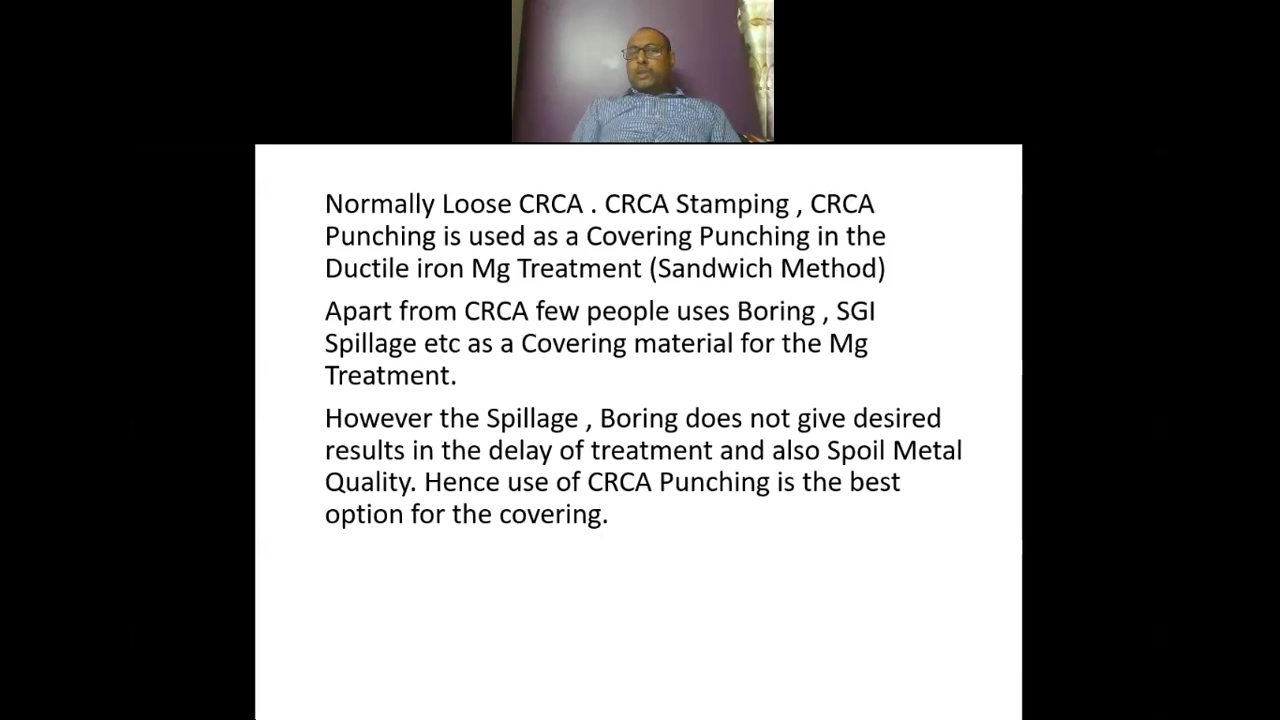 Normally Loose CRCA . CRCA Stamping , CRCA
Punching is used as a Covering Punching in the
Ductile iron Mg Treatment (Sandwich Method)
Apart from CRCA few people uses Boring , SGI
Spillage etc as a Covering material for the Mg
Treatment.
However the Spillage , Boring does not give desired
results in the delay of treatment and also Spoil Metal
Quality. Hence use of CRCA Punching is the best
option for the covering.